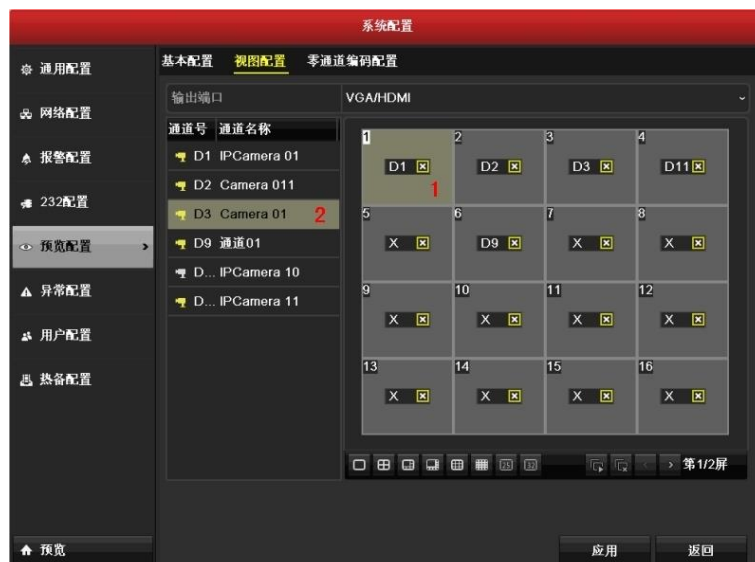 系统配置
通用配置
网络配置
报警配置
232配置
预览配置 >
异常配置
用户配置
热备配置
预览
基本配置 视图配置 零通道编码配置
输出端口 VGA/HDMI
通道号 通道名称
D1 IPCamera 01
D2 Camera 011
D3 Camera 01 2
D9 通道01
D... IPCamera 10
D... IPCamera 11
1 2 3 4
D1 D2 D3 D11
1
5 6 7 8
X D9 X X
9 10 11 12
X X X X
13 14 15 16
X X X X
25 32 < > 第1/2屏
应用 返回